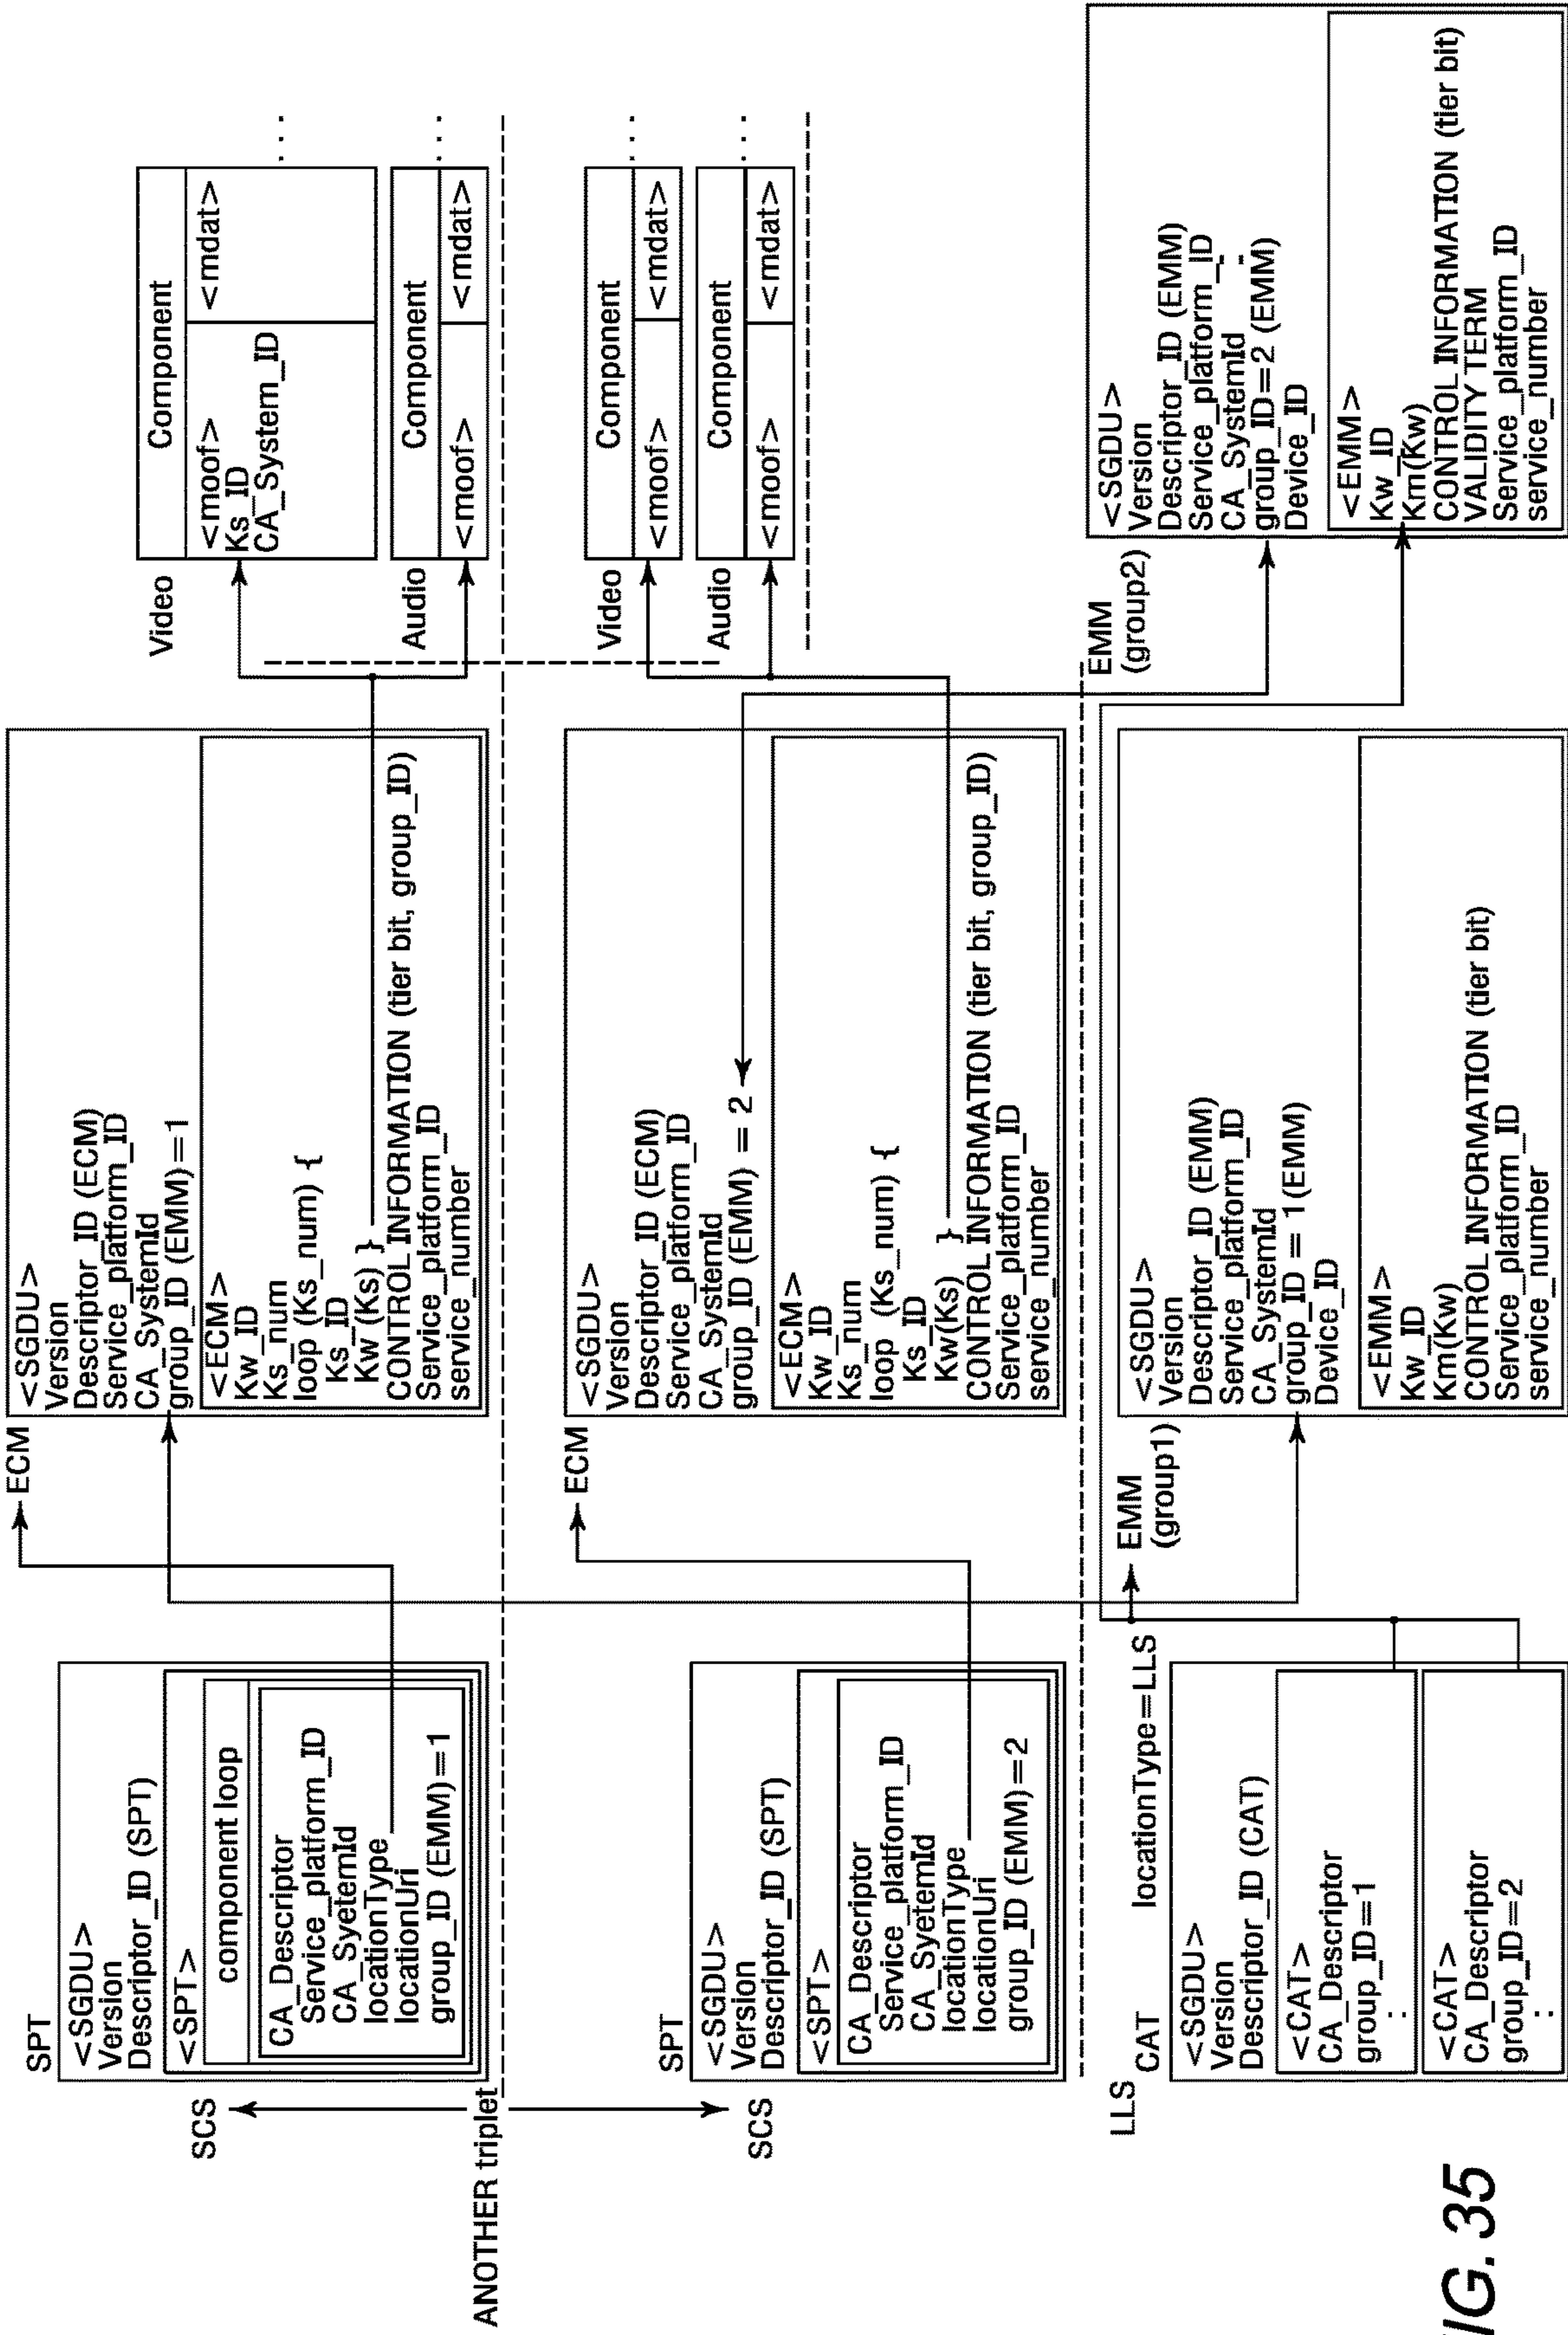 SPT
<SGDU>
Version
Descriptor_ID (SPT)
<SPT>
component loop
CA_Descriptor
Service_platform_ID
CA_SyetemId
locationType
locationUri
group_ID (EMM)=1
SCS
ANOTHER triplet
ECM
<SGDU>
Version
Descriptor_ID (ECM)
Service_platform_ID
CA_SystemId
group_ID (EMM)=1
<ECM>
Kw_ID
Ks_num
loop (Ks_num) {
Ks_ID
Kw (Ks) }
CONTROL INFORMATION (tier bit, group_ID)
Service_platform_ID
service_number
Video
Component
<moof>
<mdat>
Ks_ID
CA_System_ID
...
Audio
Component
<moof>
<mdat>
...
SCS
SPT
<SGDU>
Version
Descriptor_ID (SPT)
<SPT>
CA_Descriptor
Service_platform_ID
CA_SyetemId
locationType
locationUri
group_ID (EMM)=2
ECM
<SGDU>
Version
Descriptor_ID (ECM)
Service_platform_ID
CA_SystemId
group_ID (EMM) = 2
<ECM>
Kw_ID
Ks_num
loop (Ks_num) {
Ks_ID
Kw(Ks) }
CONTROL INFORMATION (tier bit, group_ID)
Service_platform_ID
service_number
Video
Component
<moof>
<mdat>
...
Audio
Component
<moof>
<mdat>
...
LLS
CAT
locationType=LLS
<SGDU>
Version
Descriptor_ID (CAT)
<CAT>
CA_Descriptor
group_ID=1
:
<CAT>
CA_Descriptor
group_ID=2
:
EMM
(group1)
<SGDU>
Version
Descriptor_ID (EMM)
Service_platform_ID
CA_SystemId
group_ID = 1(EMM)
Device_ID
<EMM>
Kw_ID
Km(Kw)
CONTROL INFORMATION (tier bit)
Service_platform_ID
service_number
EMM
(group2)
<SGDU>
Version
Descriptor_ID (EMM)
Service_platform_ID
CA_SystemId
group_ID=2 (EMM)
Device_ID
<EMM>
Kw_ID
Km(Kw)
CONTROL INFORMATION (tier bit)
VALIDITY TERM
Service_platform_ID
service_number
FIG. 35